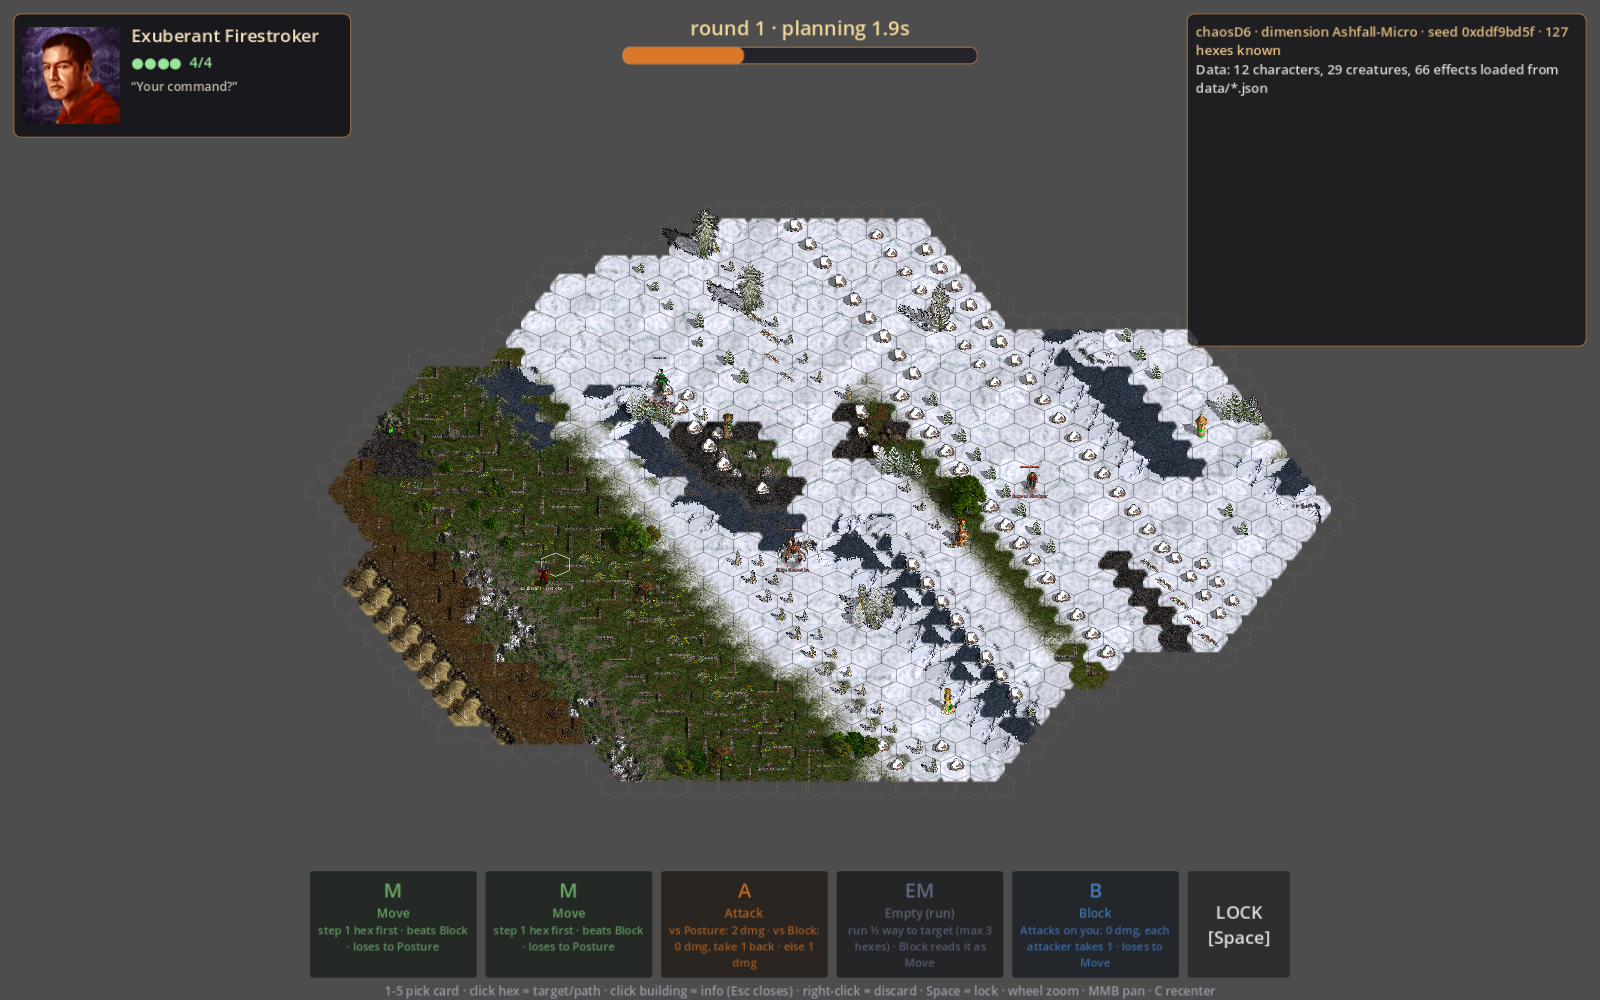 Exuberant Firestroker
4/4
“Your command?”
round 1 · planning 1.9s
chaosD6 · dimension Ashfall-Micro · seed 0xddf9bd5f · 127
hexes known
Data: 12 characters, 29 creatures, 66 effects loaded from
data/*.json
M
Move
step 1 hex first · beats Block
· loses to Posture
M
Move
step 1 hex first · beats Block
· loses to Posture
A
Attack
vs Posture: 2 dmg · vs Block:
0 dmg, take 1 back · else 1
dmg
EM
Empty (run)
run ½ way to target (max 3
hexes) · Block reads it as
Move
B
Block
Attacks on you: 0 dmg, each
attacker takes 1 · loses to
Move
LOCK
[Space]
1-5 pick card · click hex = target/path · click building = info (Esc closes) · right-click = discard · Space = lock · wheel zoom · MMB pan · C recenter